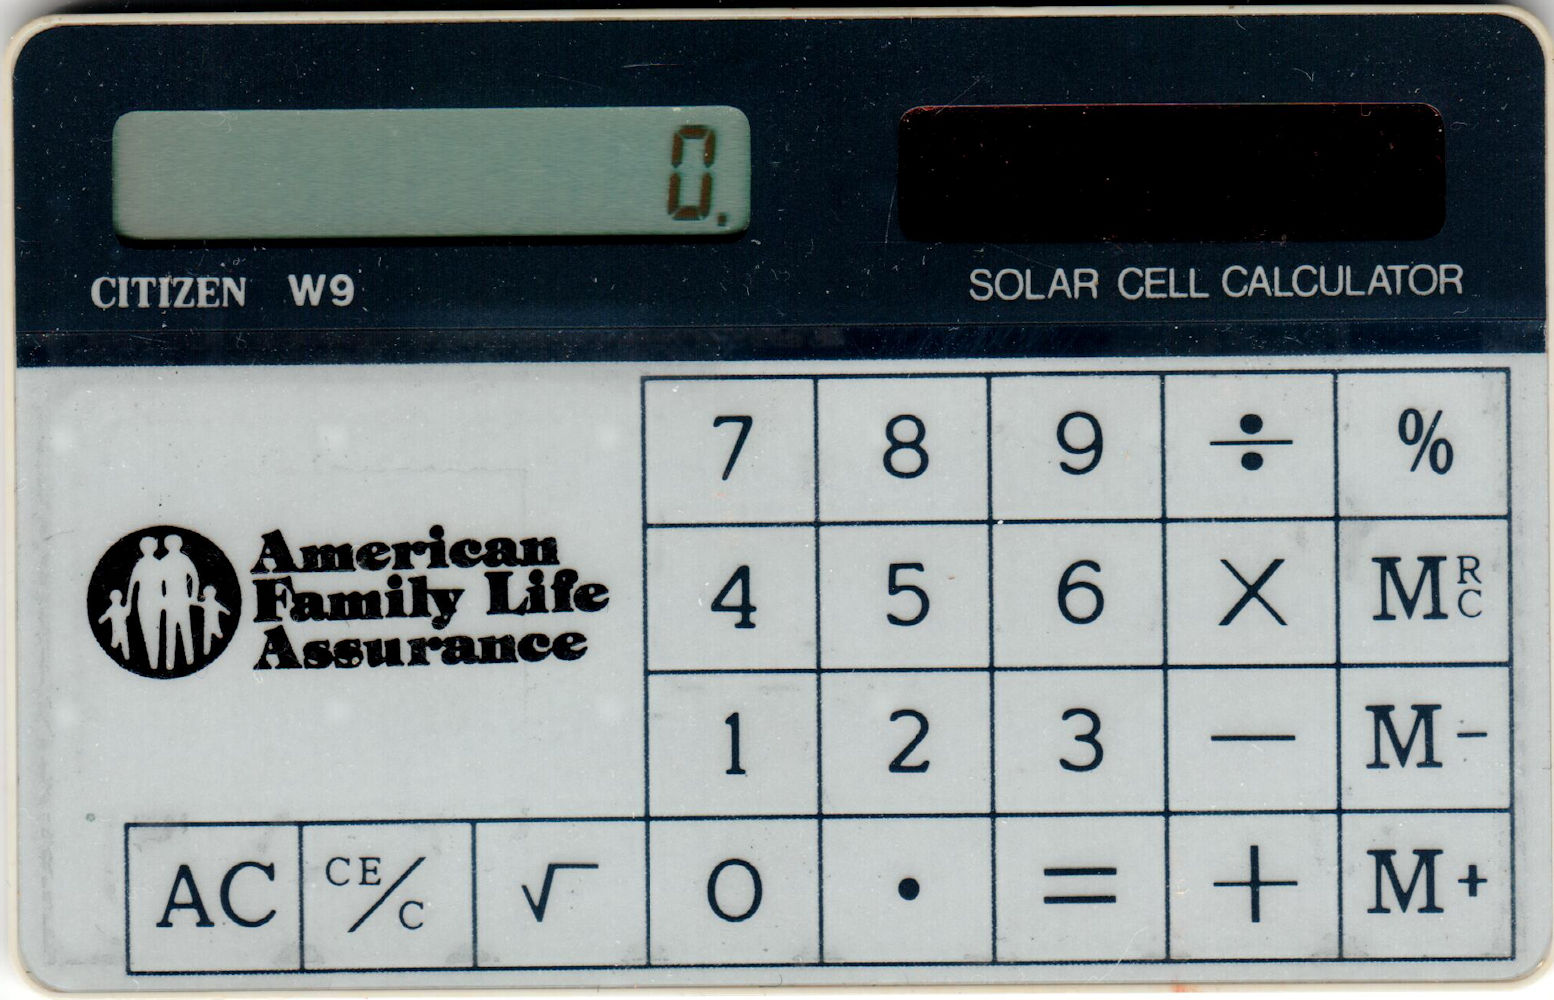 0.
CITIZEN W9
SOLAR CELL CALCULATOR
American
Family Life
Assurance
7 8 9 ÷ %
4 5 6 × MRC
1 2 3 − M−
AC CE/C √ 0 • = + M+